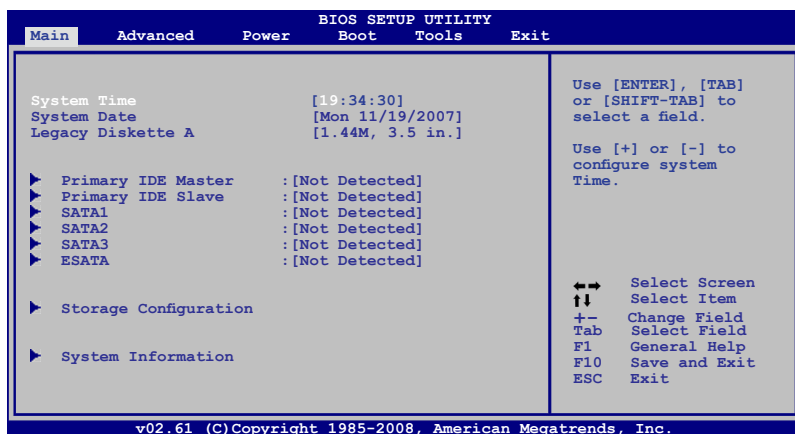 BIOS SETUP UTILITY
Main Advanced Power Boot Tools Exit
System Time [19:34:30]
System Date [Mon 11/19/2007]
Legacy Diskette A [1.44M, 3.5 in.]
Primary IDE Master :[Not Detected]
Primary IDE Slave :[Not Detected]
SATA1 :[Not Detected]
SATA2 :[Not Detected]
SATA3 :[Not Detected]
ESATA :[Not Detected]
Storage Configuration
System Information
Use [ENTER], [TAB]
or [SHIFT-TAB] to
select a field.
Use [+] or [-] to
configure system
Time.
←→ Select Screen
↑↓ Select Item
+- Change Field
Tab Select Field
F1 General Help
F10 Save and Exit
ESC Exit
v02.61 (C)Copyright 1985-2008, American Megatrends, Inc.